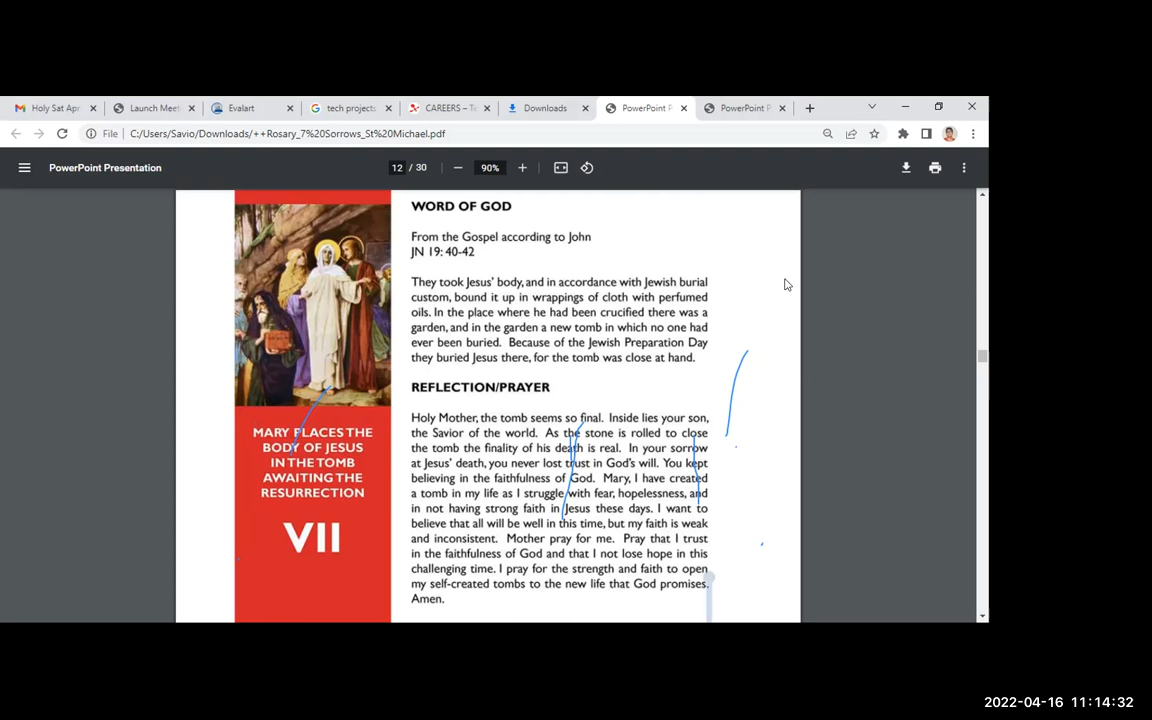 Holy Sat Apr
Launch Meet
Evalart
tech projects
CAREERS – T
Downloads
PowerPoint P
PowerPoint P
File
C:/Users/Savio/Downloads/++Rosary_7%20Sorrows_St%20Michael.pdf
PowerPoint Presentation
12 / 30
90%
WORD OF GOD
From the Gospel according to John
JN 19: 40-42
They took Jesus' body, and in accordance with Jewish burial
custom, bound it up in wrappings of cloth with perfumed
oils. In the place where he had been crucified there was a
garden, and in the garden a new tomb in which no one had
ever been buried. Because of the Jewish Preparation Day
they buried Jesus there, for the tomb was close at hand.
REFLECTION/PRAYER
Holy Mother, the tomb seems so final. Inside lies your son,
the Savior of the world. As the stone is rolled to close
the tomb the finality of his death is real. In your sorrow
at Jesus' death, you never lost trust in God's will. You kept
believing in the faithfulness of God. Mary, I have created
a tomb in my life as I struggle with fear, hopelessness, and
in not having strong faith in Jesus these days. I want to
believe that all will be well in this time, but my faith is weak
and inconsistent. Mother pray for me. Pray that I trust
in the faithfulness of God and that I not lose hope in this
challenging time. I pray for the strength and faith to open
my self-created tombs to the new life that God promises.
Amen.
MARY PLACES THE
BODY OF JESUS
IN THE TOMB
AWAITING THE
RESURRECTION
VII
2022-04-16 11:14:32